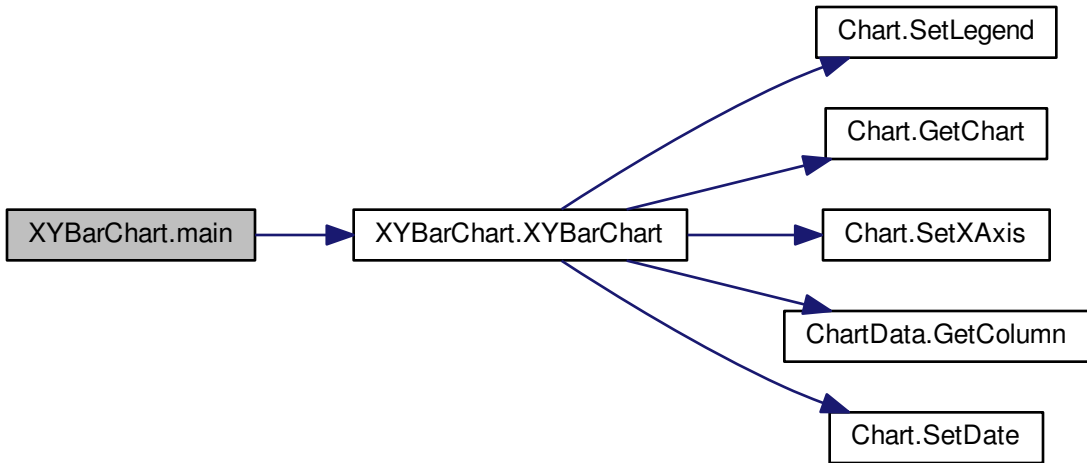 XYBarChart.main
XYBarChart.XYBarChart
Chart.SetLegend
Chart.GetChart
Chart.SetXAxis
ChartData.GetColumn
Chart.SetDate